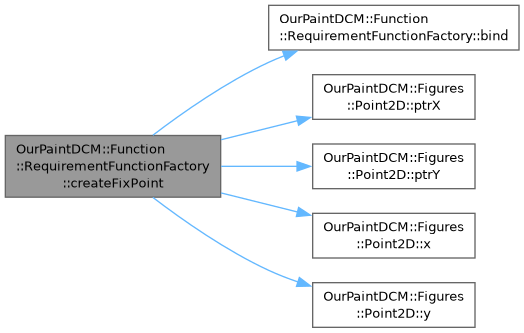 OurPaintDCM::Function
::RequirementFunctionFactory
::createFixPoint
OurPaintDCM::Function
::RequirementFunctionFactory::bind
OurPaintDCM::Figures
::Point2D::ptrX
OurPaintDCM::Figures
::Point2D::ptrY
OurPaintDCM::Figures
::Point2D::x
OurPaintDCM::Figures
::Point2D::y